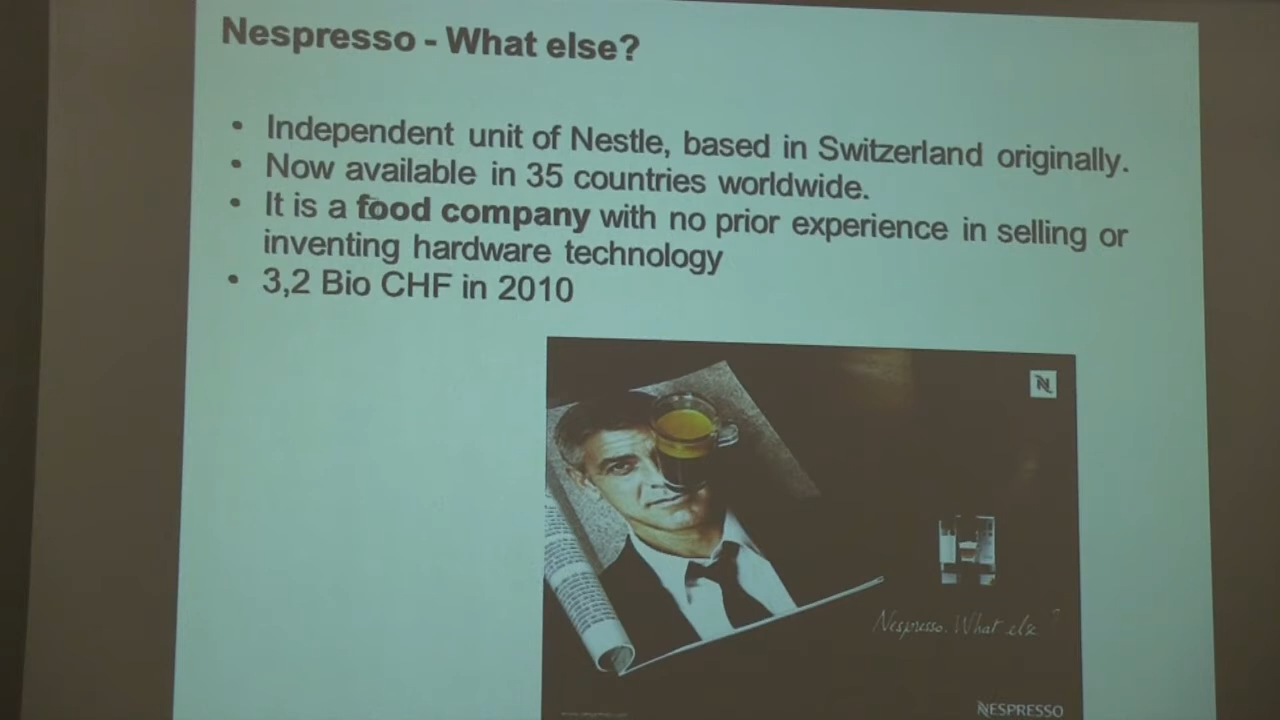 Nespresso - What else?
• Independent unit of Nestle, based in Switzerland originally.
• Now available in 35 countries worldwide.
• It is a food company with no prior experience in selling or
inventing hardware technology
• 3,2 Bio CHF in 2010
N
Nespresso. What else ?
NESPRESSO